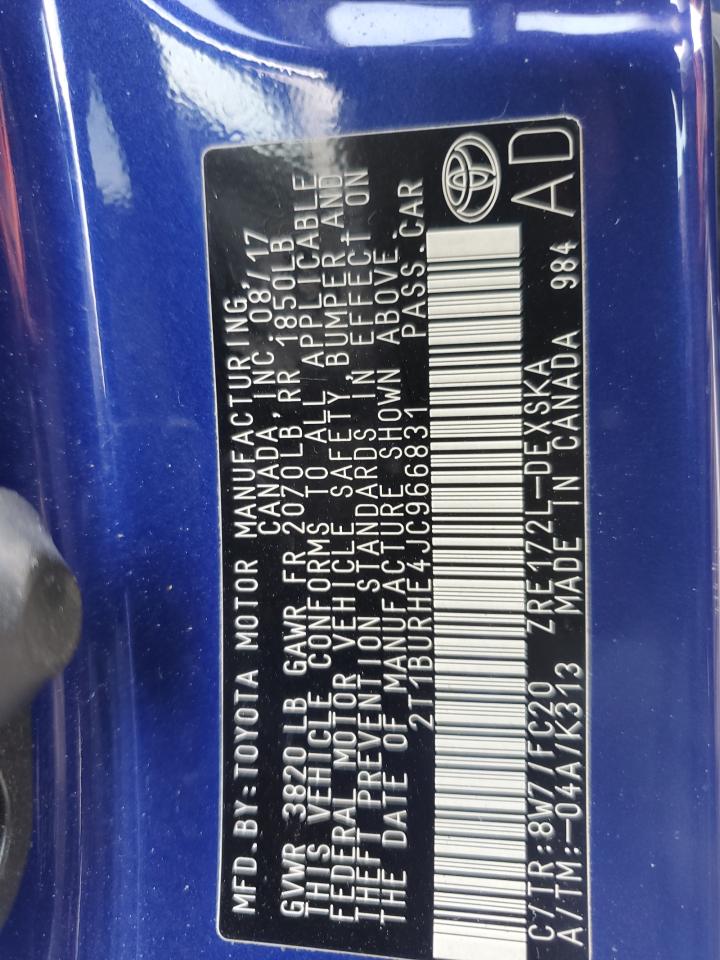 MFD.BY:TOYOTA MOTOR MANUFACTURING,
CANADA, INC. 08/17
GVWR 3820 LB GAWR FR 2070LB, RR 1850LB
THIS VEHICLE CONFORMS TO ALL APPLICABLE
FEDERAL MOTOR VEHICLE SAFETY, BUMPER AND
THEFT PREVENTION STANDARDS IN EFFECT ON
THE DATE OF MANUFACTURE SHOWN ABOVE.
2T1BURHE4JC966831 PASS.CAR
C/TR:8W7/FC20 ZRE172L-DEXSKA
A/TM:-04A/K313 MADE IN CANADA 984
AD